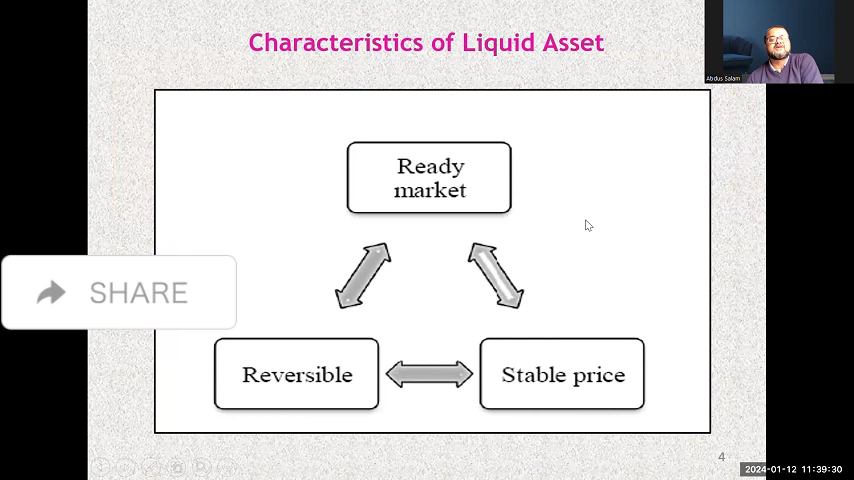 Characteristics of Liquid Asset
Abdus Salam
Ready
market
SHARE
Reversible
Stable price
4
2024-01-12 11:39:30